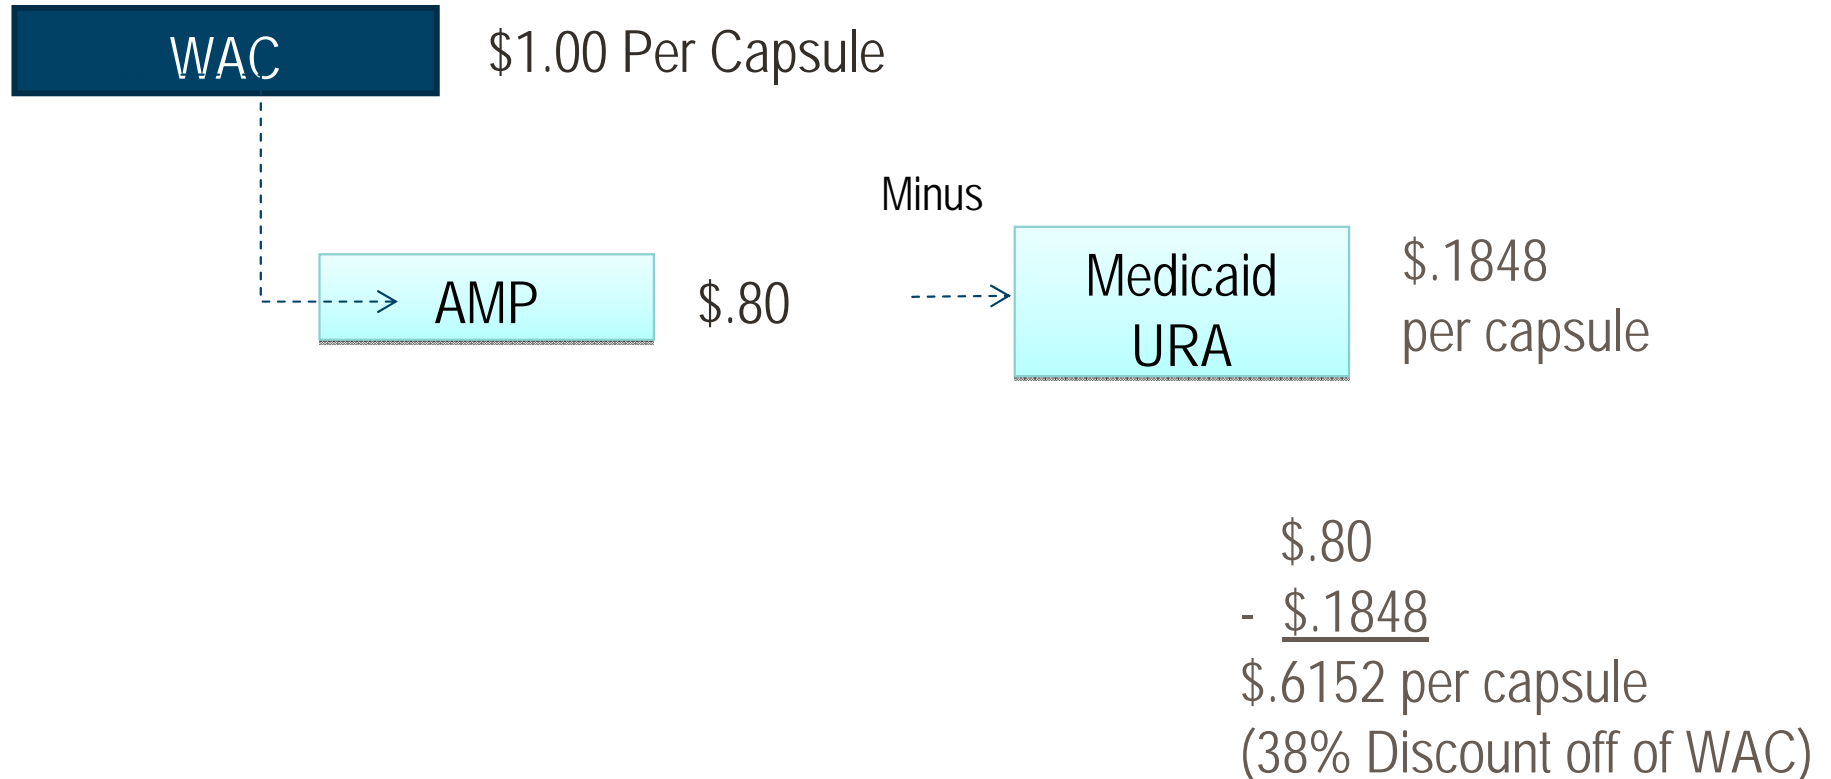 WAC
$1.00 Per Capsule
Minus
AMP
$.80
Medicaid
URA
$.1848
per capsule
$.80
- $.1848
$.6152 per capsule
(38% Discount off of WAC)